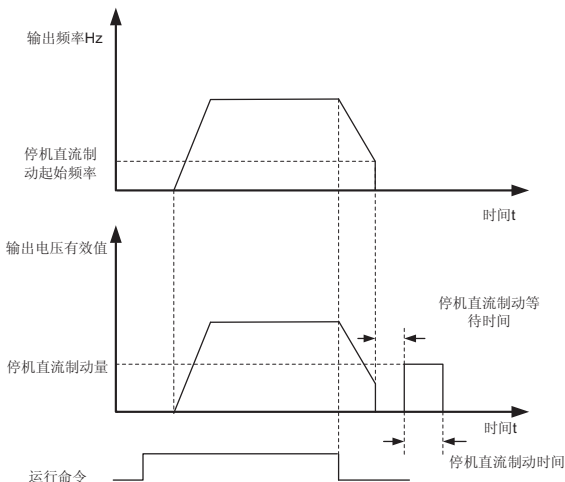 输出频率Hz
停机直流制
动起始频率
时间t
输出电压有效值
停机直流制动等
待时间
停机直流制动量
时间t
停机直流制动时间
运行命令